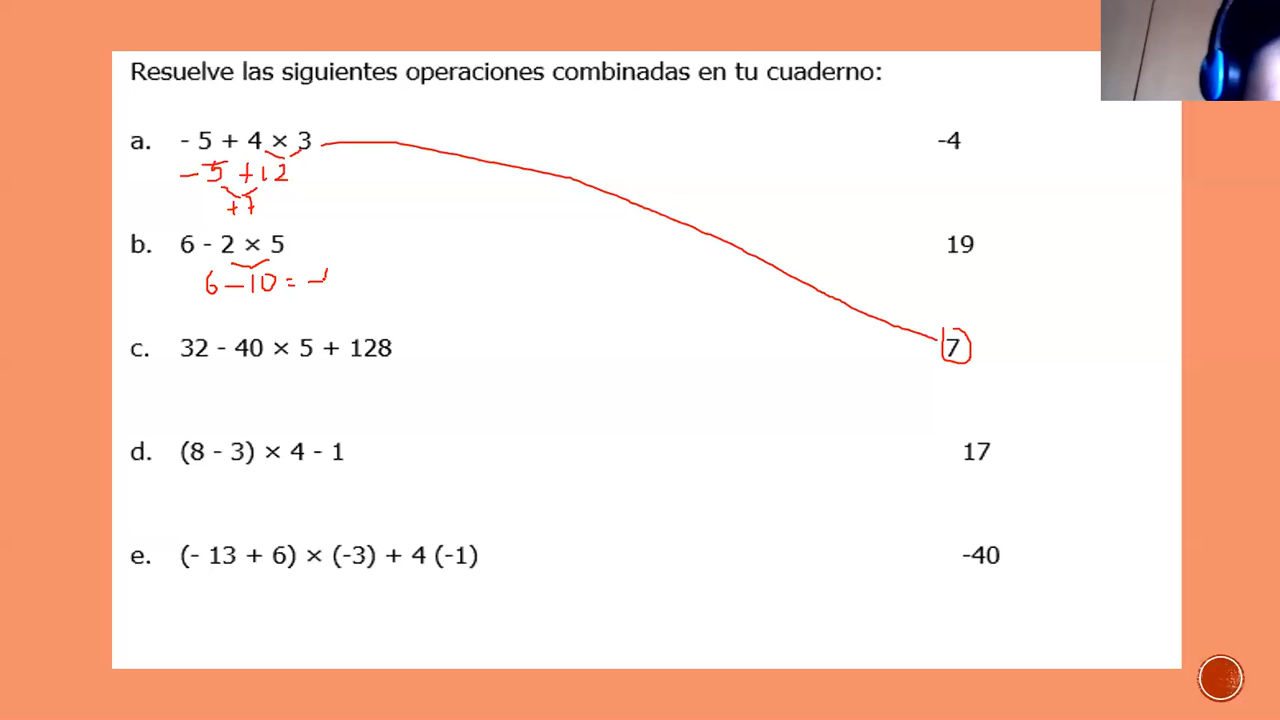 Resuelve las siguientes operaciones combinadas en tu cuaderno:
a. - 5 + 4 × 3 -4
-5 +12
+7
b. 6 - 2 × 5 19
6-10=-
c. 32 - 40 × 5 + 128 7
d. (8 - 3) × 4 - 1 17
e. (- 13 + 6) × (-3) + 4 (-1) -40